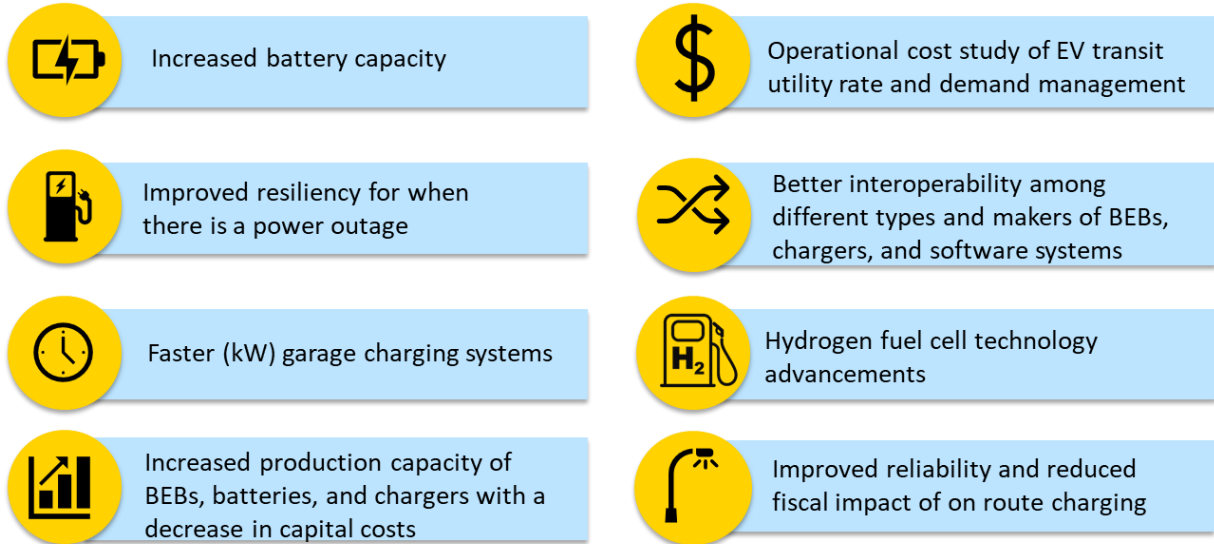 Increased battery capacity
Improved resiliency for when
there is a power outage
Faster (kW) garage charging systems
Increased production capacity of
BEBs, batteries, and chargers with a
decrease in capital costs
Operational cost study of EV transit
utility rate and demand management
Better interoperability among
different types and makers of BEBs,
chargers, and software systems
H₂
Hydrogen fuel cell technology
advancements
Improved reliability and reduced
fiscal impact of on route charging